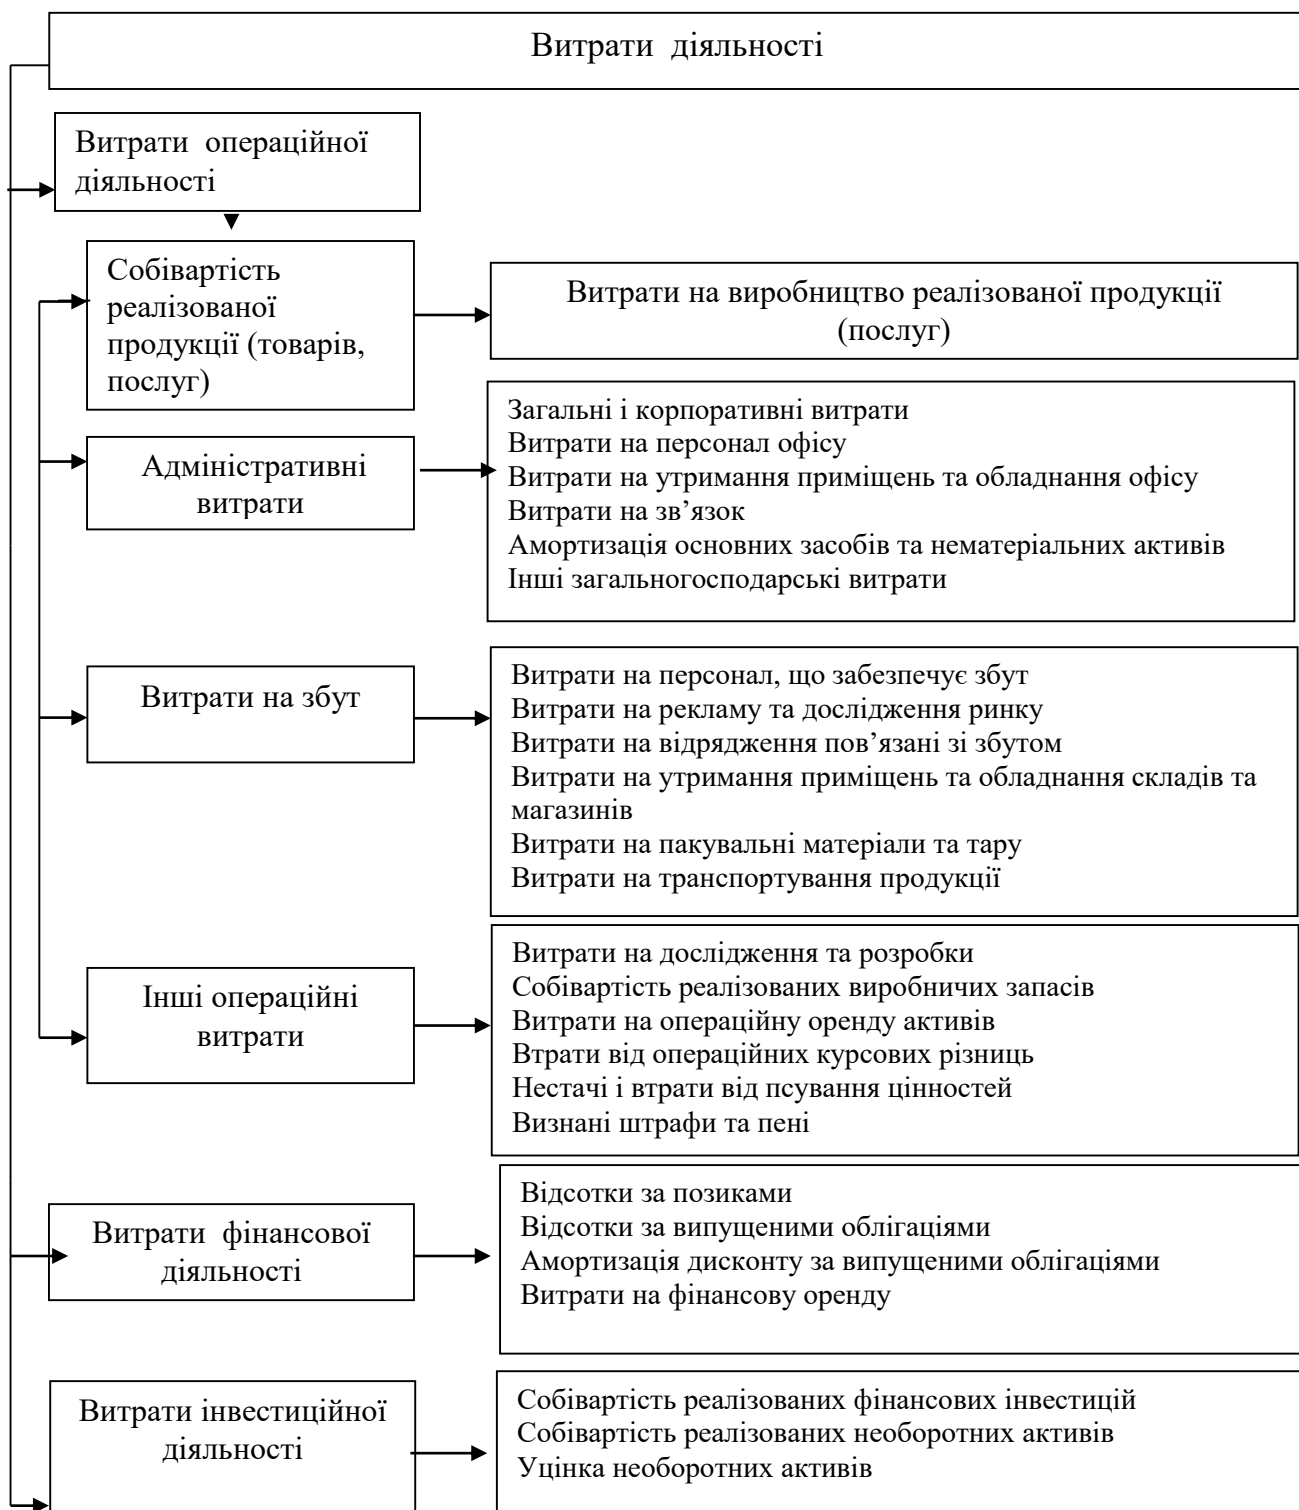 Витрати діяльності
Витрати операційної
діяльності
Собівартість
реалізованої
продукції (товарів,
послуг)
Витрати на виробництво реалізованої продукції
(послуг)
Адміністративні
витрати
Загальні і корпоративні витрати
Витрати на персонал офісу
Витрати на утримання приміщень та обладнання офісу
Витрати на зв’язок
Амортизація основних засобів та нематеріальних активів
Інші загальногосподарські витрати
Витрати на збут
Витрати на персонал, що забезпечує збут
Витрати на рекламу та дослідження ринку
Витрати на відрядження пов’язані зі збутом
Витрати на утримання приміщень та обладнання складів та
магазинів
Витрати на пакувальні матеріали та тару
Витрати на транспортування продукції
Інші операційні
витрати
Витрати на дослідження та розробки
Собівартість реалізованих виробничих запасів
Витрати на операційну оренду активів
Втрати від операційних курсових різниць
Нестачі і втрати від псування цінностей
Визнані штрафи та пені
Витрати фінансової
діяльності
Відсотки за позиками
Відсотки за випущеними облігаціями
Амортизація дисконту за випущеними облігаціями
Витрати на фінансову оренду
Витрати інвестиційної
діяльності
Собівартість реалізованих фінансових інвестицій
Собівартість реалізованих необоротних активів
Уцінка необоротних активів